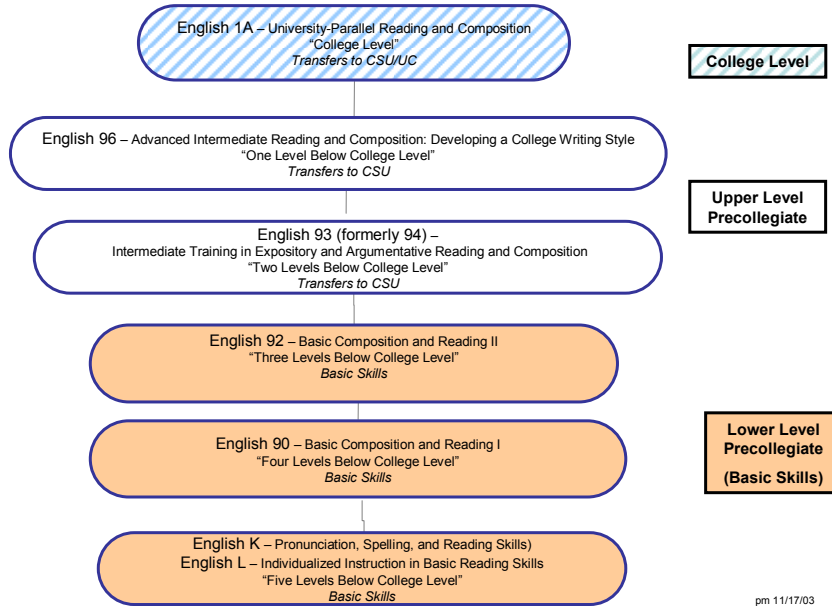 English 1A – University-Parallel Reading and Composition
“College Level”
Transfers to CSU/UC
College Level
English 96 – Advanced Intermediate Reading and Composition: Developing a College Writing Style
“One Level Below College Level”
Transfers to CSU
Upper Level
Precollegiate
English 93 (formerly 94) –
Intermediate Training in Expository and Argumentative Reading and Composition
“Two Levels Below College Level”
Transfers to CSU
English 92 – Basic Composition and Reading II
“Three Levels Below College Level”
Basic Skills
English 90 – Basic Composition and Reading I
“Four Levels Below College Level”
Basic Skills
Lower Level
Precollegiate
(Basic Skills)
English K – Pronunciation, Spelling, and Reading Skills)
English L – Individualized Instruction in Basic Reading Skills
“Five Levels Below College Level”
Basic Skills
pm 11/17/03